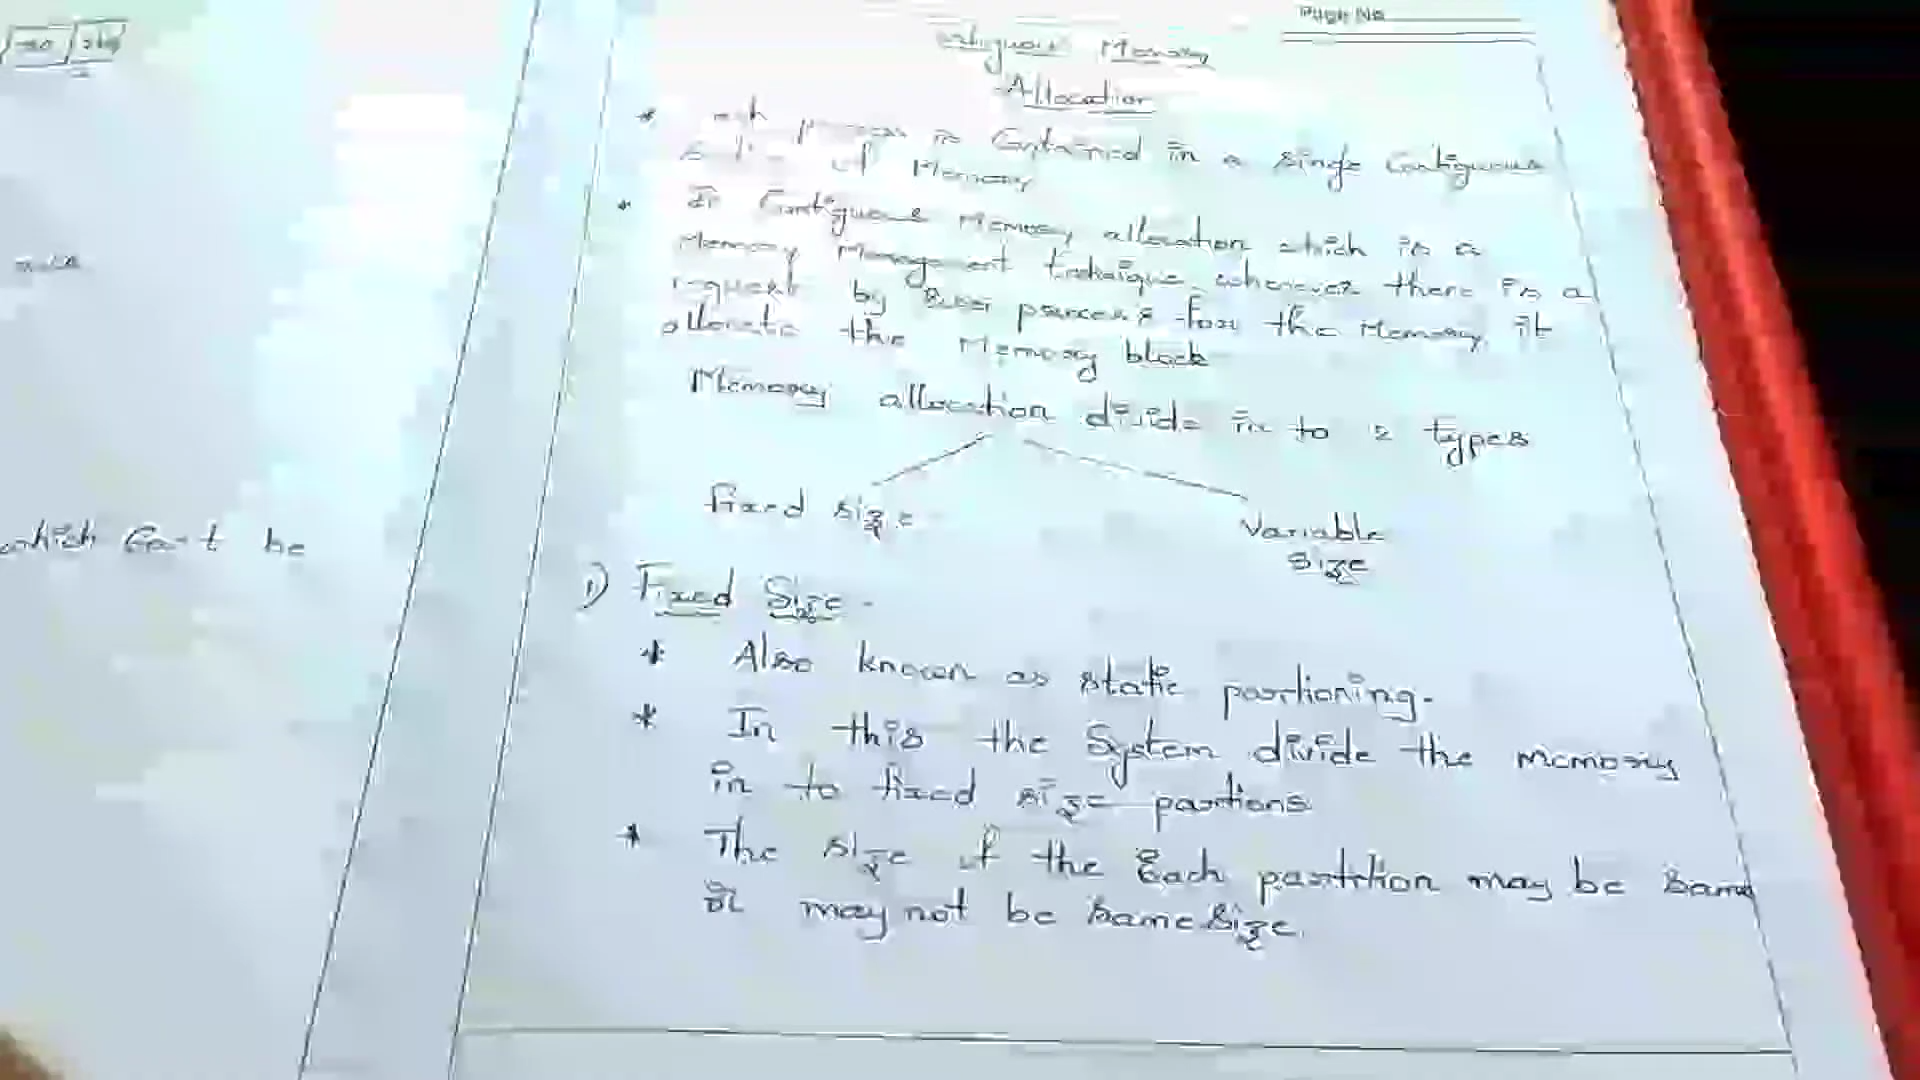 Page No
Contiguous Memory
Allocation
* Each process is Contained in a single Contiguous
Section of Memory
* In Contiguous Memory allocation which is a
Memory Management technique whenever there is a
request by user process for the Memory, it
allocate the Memory block
Memory allocation divide in to 2 types
fixed size
Variable
size
1) Fixed Size -
* Also known as static partioning.
* In this the System divide the memory
in to fixed size partions
* The size of the Each partition may be same
or may not be same size.
which can't be